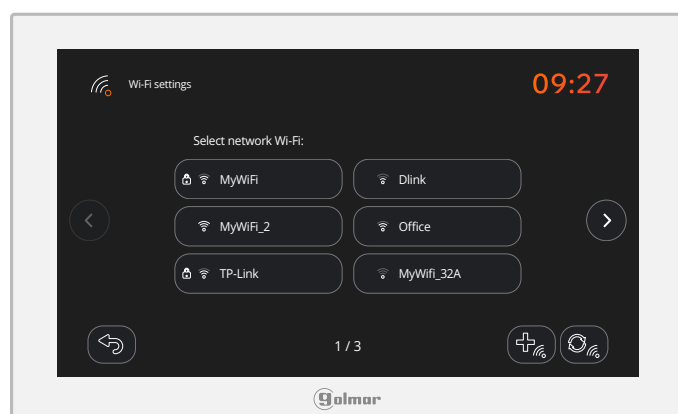 Wi-Fi settings
09:27
Select network Wi-Fi:
MyWiFi
Dlink
MyWiFi_2
Office
TP-Link
MyWifi_32A
1 / 3
golmar